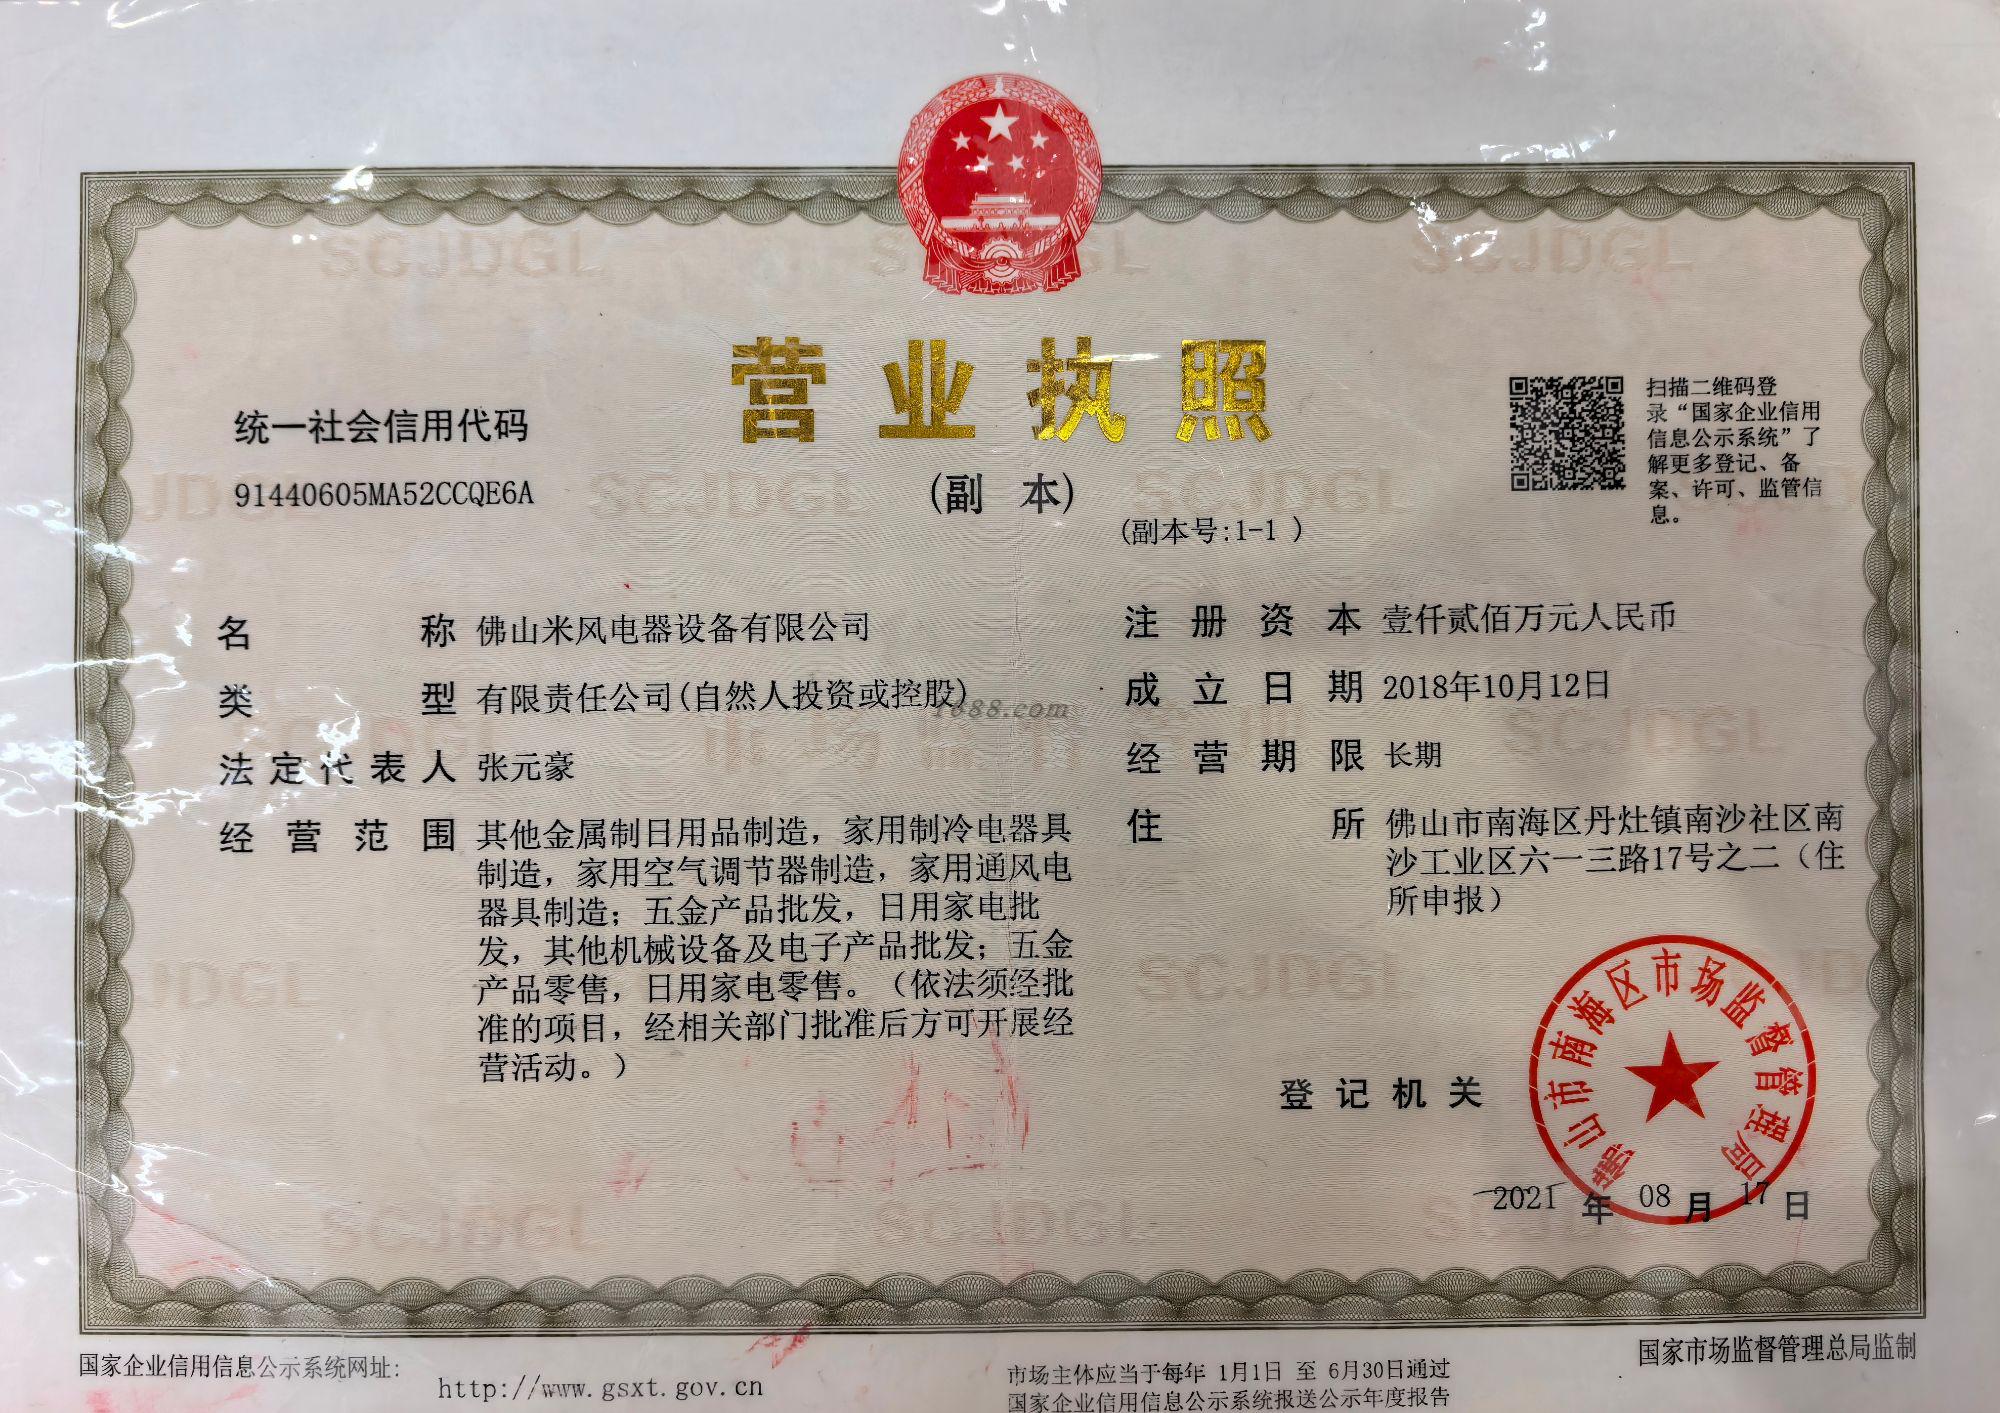 营业执照
(副 本)
(副本号:1-1 )
统一社会信用代码
91440605MA52CCQE6A
扫描二维码登
录“国家企业信用
信息公示系统”了
解更多登记、备
案、许可、监管信
息。
名 称 佛山米风电器设备有限公司
类 型 有限责任公司(自然人投资或控股)
法定代表人 张元豪
经营范围 其他金属制日用品制造，家用制冷电器具
制造，家用空气调节器制造，家用通风电
器具制造；五金产品批发，日用家电批
发，其他机械设备及电子产品批发；五金
产品零售，日用家电零售。（依法须经批
准的项目，经相关部门批准后方可开展经
营活动。）
注册资本 壹仟贰佰万元人民币
成立日期 2018年10月12日
经营期限 长期
住 所 佛山市南海区丹灶镇南沙社区南
沙工业区六一三路17号之二（住
所申报）
登记机关
佛山市南海区市场监督管理局
2021 年 08 月 17 日
1688.com
SCJDGL
国家企业信用信息公示系统网址:
http://www.gsxt.gov.cn
市场主体应当于每年 1月1日 至 6月30日通过
国家企业信用信息公示系统报送公示年度报告
国家市场监督管理总局监制